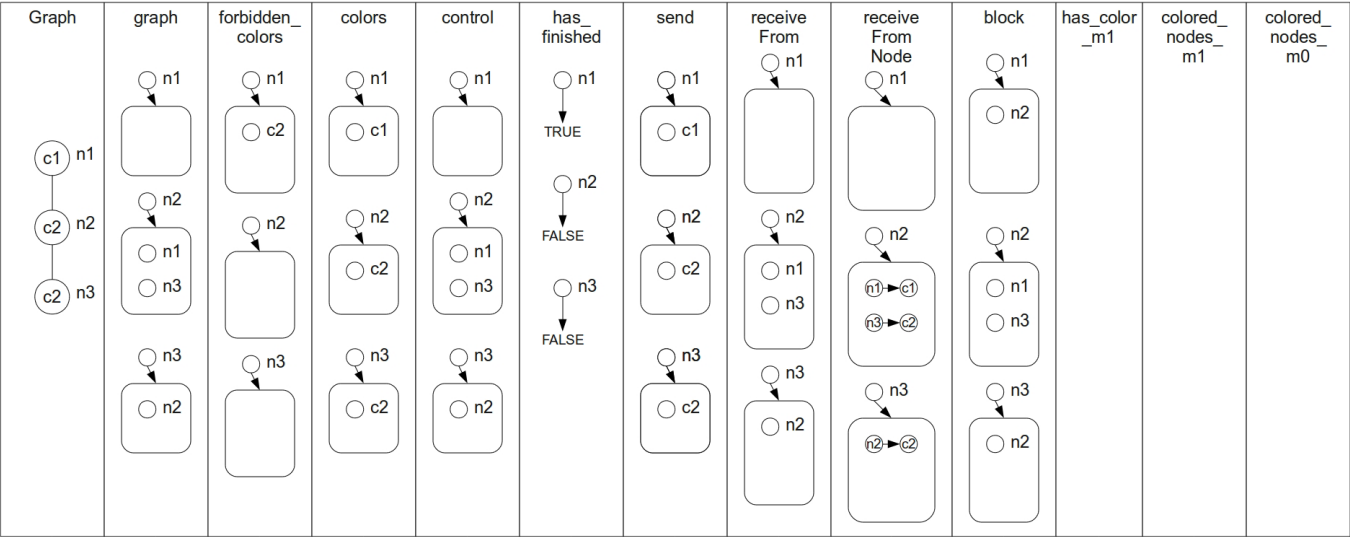 Graph
c1 n1
c2 n2
c2 n3
graph
n1
n2
n1
n3
n3
n2
forbidden_
colors
n1
c2
n2
n3
colors
n1
c1
n2
c2
n3
c2
control
n1
n2
n1
n3
n3
n2
has_
finished
n1
TRUE
n2
FALSE
n3
FALSE
send
n1
c1
n2
c2
n3
c2
receive
From
n1
n2
n1
n3
n3
n2
receive
From
Node
n1
n2
n1 c1
n3 c2
n3
n2 c2
block
n1
n2
n2
n1
n3
n3
n2
has_color
_m1
colored_
nodes_
m1
colored_
nodes_
m0